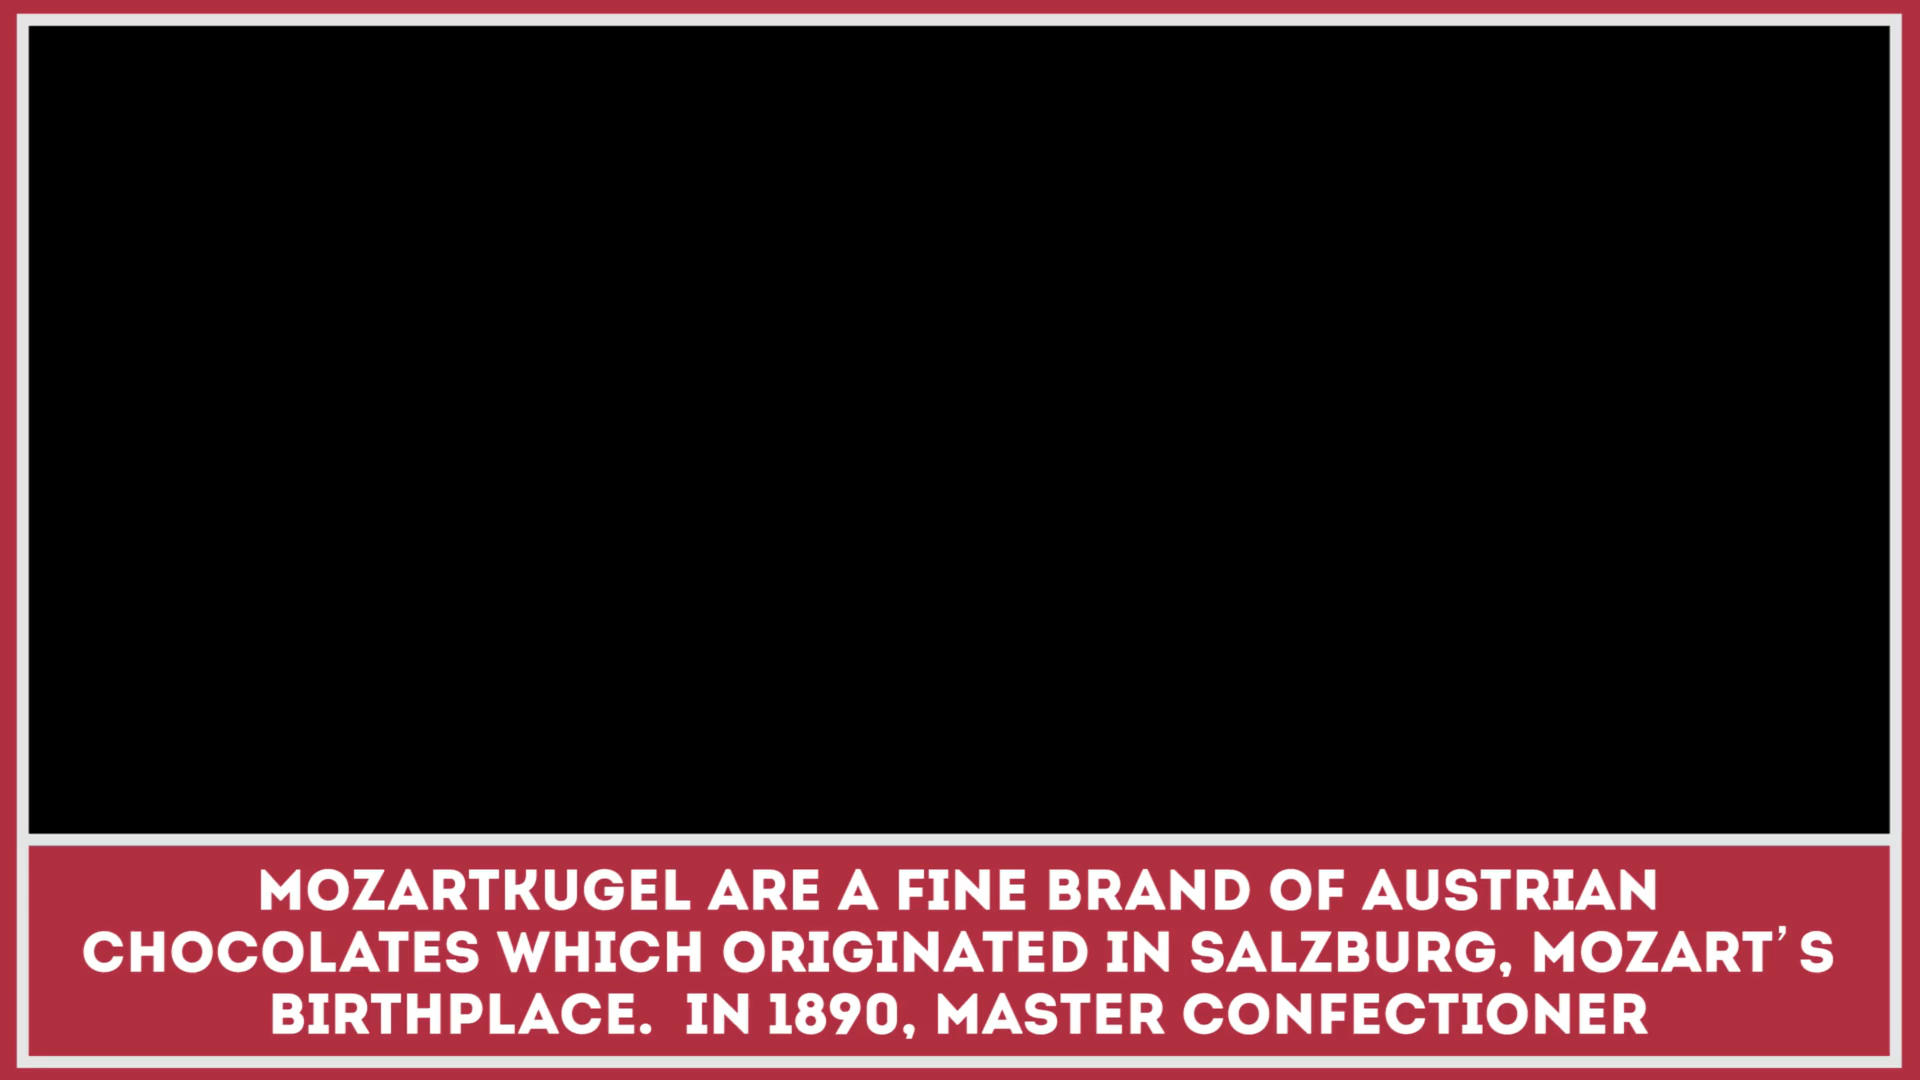 MOZARTKUGEL ARE A FINE BRAND OF AUSTRIAN
CHOCOLATES WHICH ORIGINATED IN SALZBURG, MOZART'S
BIRTHPLACE.  IN 1890, MASTER CONFECTIONER